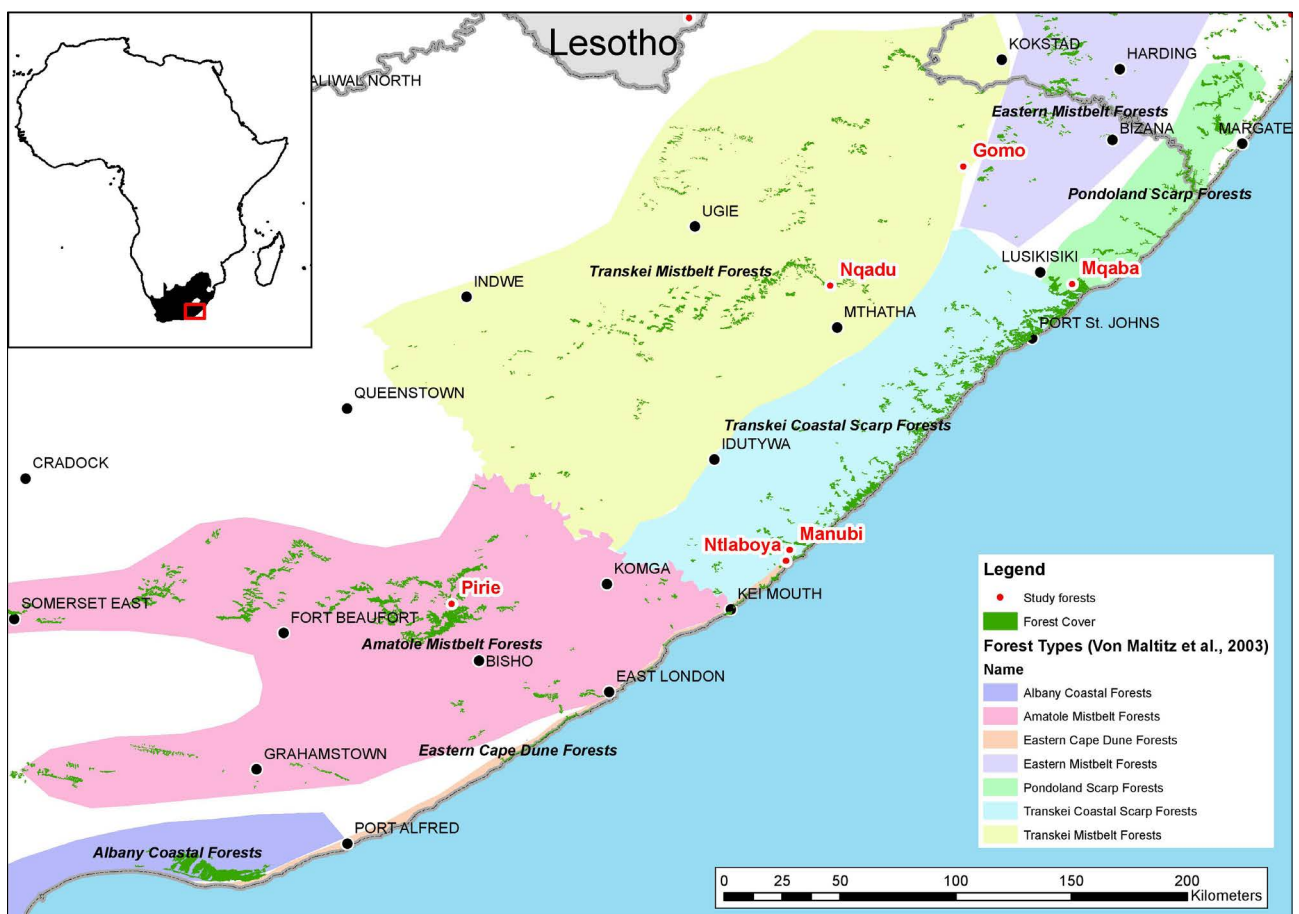 Lesotho
KOKSTAD
HARDING
ALIWAL NORTH
Eastern Mistbelt Forests
BIZANA
MARGATE
Gomo
Pondoland Scarp Forests
UGIE
LUSIKISIKI
Transkei Mistbelt Forests
Nqadu
Mqaba
INDWE
MTHATHA
PORT St. JOHNS
QUEENSTOWN
Transkei Coastal Scarp Forests
IDUTYWA
CRADOCK
Manubi
Ntlaboya
KOMGA
Pirie
KEI MOUTH
SOMERSET EAST
FORT BEAUFORT
Amatole Mistbelt Forests
BISHO
EAST LONDON
Eastern Cape Dune Forests
GRAHAMSTOWN
PORT ALFRED
Albany Coastal Forests
Legend
Study forests
Forest Cover
Forest Types (Von Maltitz et al., 2003)
Name
Albany Coastal Forests
Amatole Mistbelt Forests
Eastern Cape Dune Forests
Eastern Mistbelt Forests
Pondoland Scarp Forests
Transkei Coastal Scarp Forests
Transkei Mistbelt Forests
0 25 50 100 150 200
Kilometers